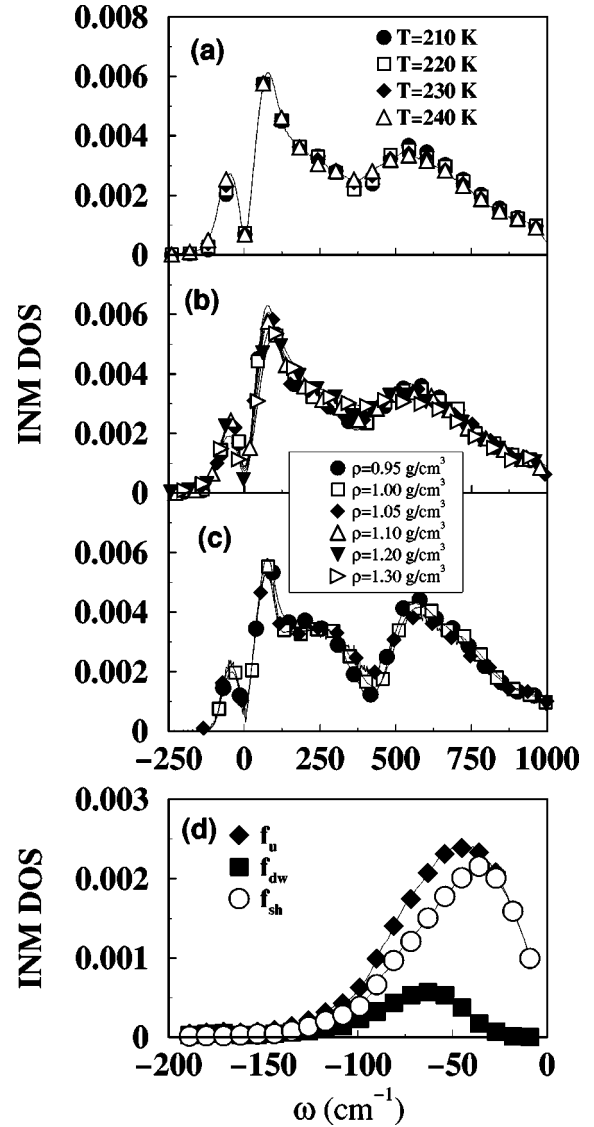 0.008
(a)
T=210 K
T=220 K
T=230 K
T=240 K
0.006
0.004
0.002
0
(b)
0.006
0.004
0.002
0
INM DOS
ρ=0.95 g/cm³
ρ=1.00 g/cm³
ρ=1.05 g/cm³
ρ=1.10 g/cm³
ρ=1.20 g/cm³
ρ=1.30 g/cm³
(c)
0.006
0.004
0.002
0
−250 0 250 500 750 1000
0.003
(d)
f_u
f_dw
f_sh
0.002
0.001
0
INM DOS
−200 −150 −100 −50 0
ω (cm⁻¹)